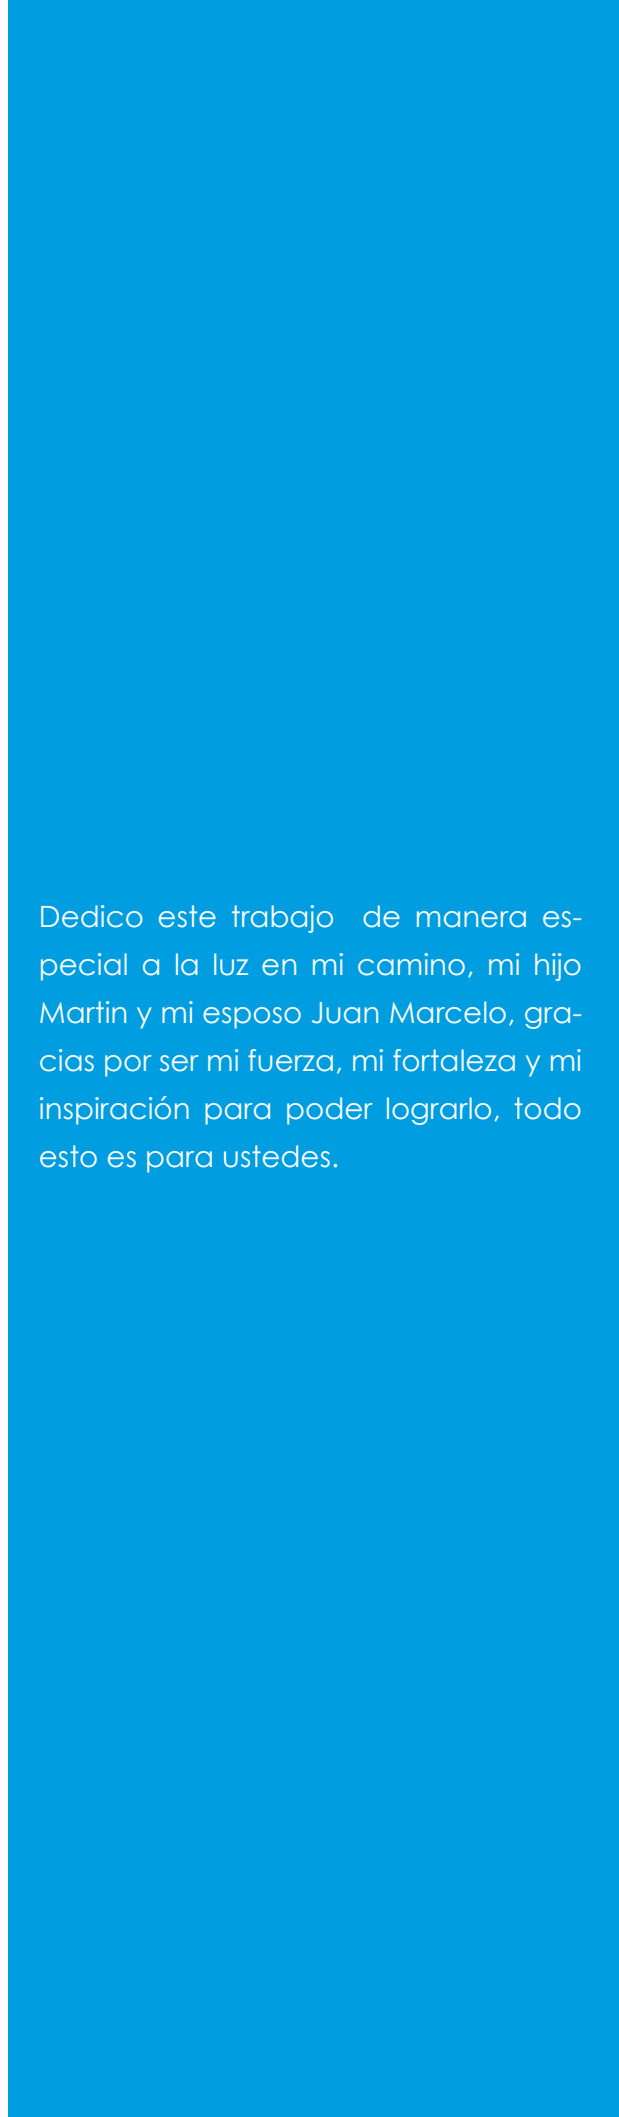 Dedico este trabajo  de manera es-
pecial a la luz en mi camino, mi hijo
Martin y mi esposo Juan Marcelo, gra-
cias por ser mi fuerza, mi fortaleza y mi
inspiración para poder lograrlo, todo
esto es para ustedes.